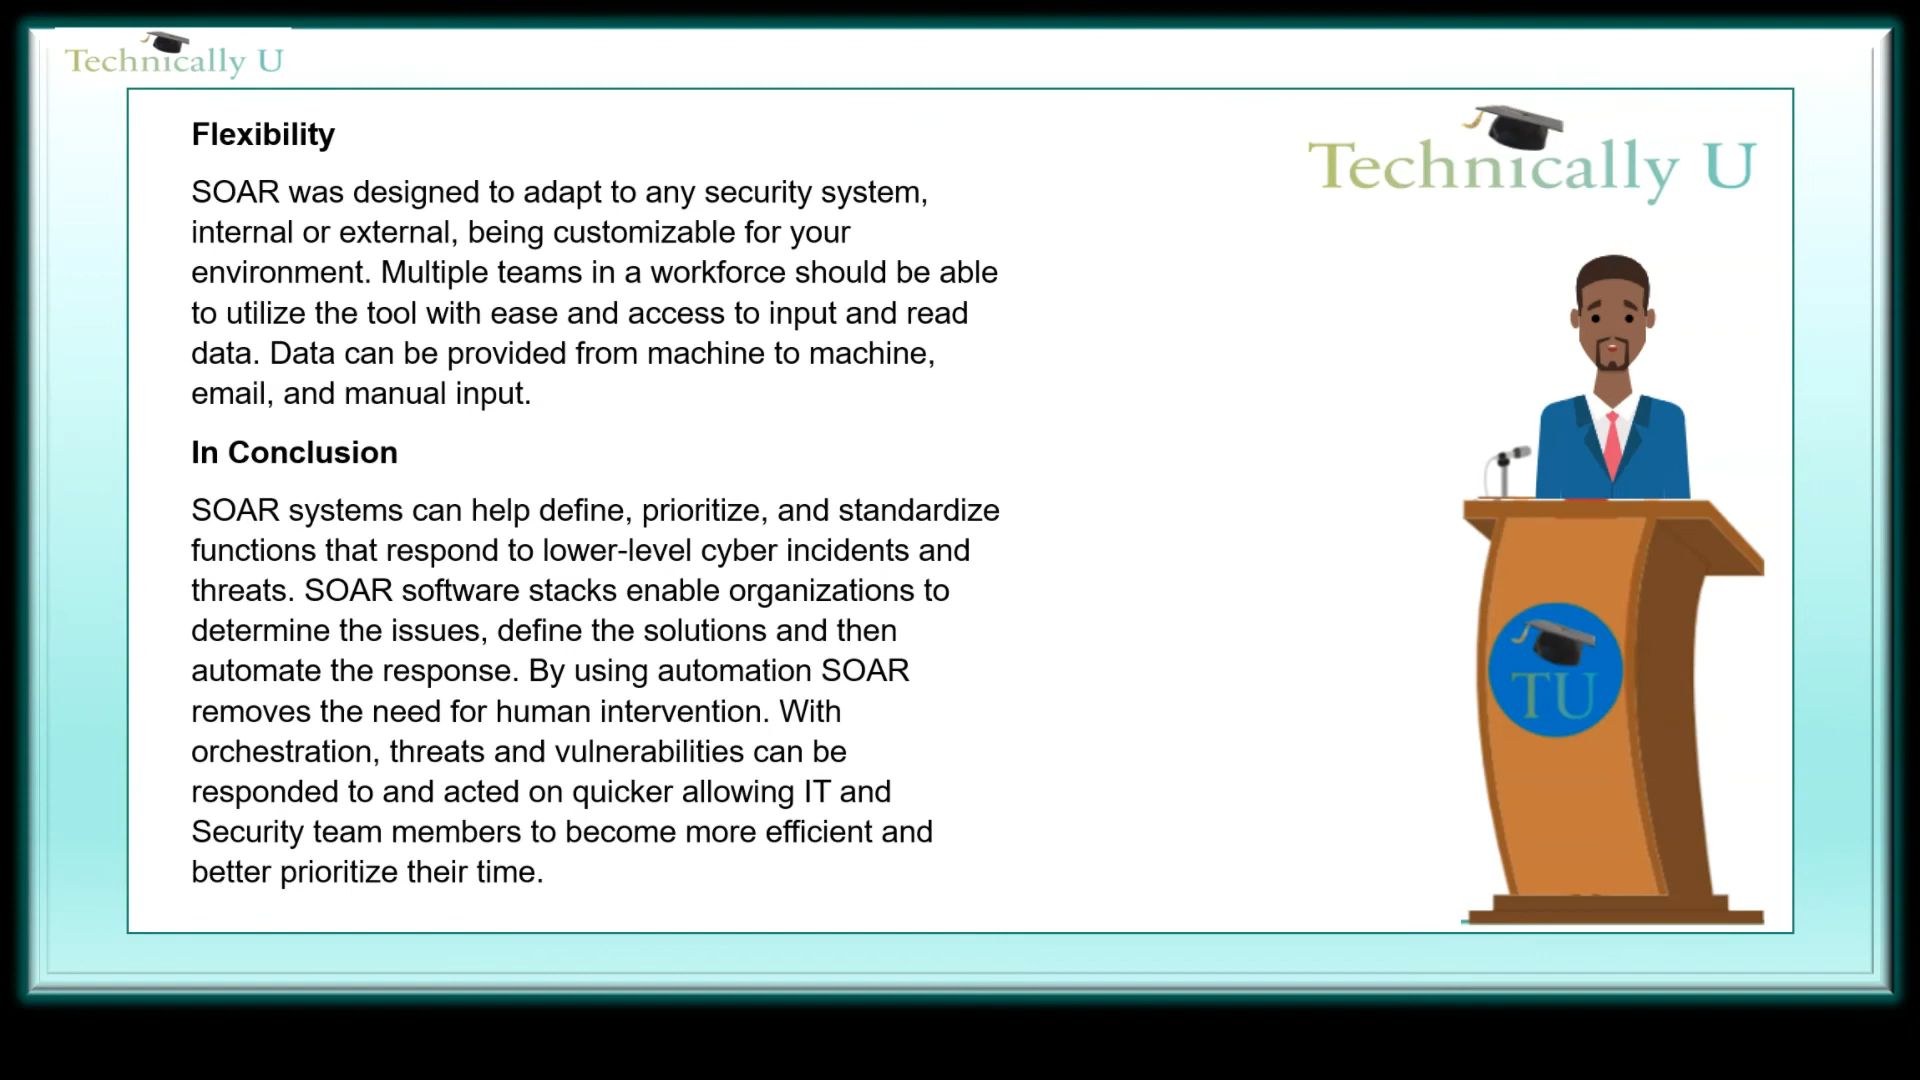 Technically U
Technically U
Flexibility
SOAR was designed to adapt to any security system,
internal or external, being customizable for your
environment. Multiple teams in a workforce should be able
to utilize the tool with ease and access to input and read
data. Data can be provided from machine to machine,
email, and manual input.
In Conclusion
SOAR systems can help define, prioritize, and standardize
functions that respond to lower-level cyber incidents and
threats. SOAR software stacks enable organizations to
determine the issues, define the solutions and then
automate the response. By using automation SOAR
removes the need for human intervention. With
orchestration, threats and vulnerabilities can be
responded to and acted on quicker allowing IT and
Security team members to become more efficient and
better prioritize their time.
TU